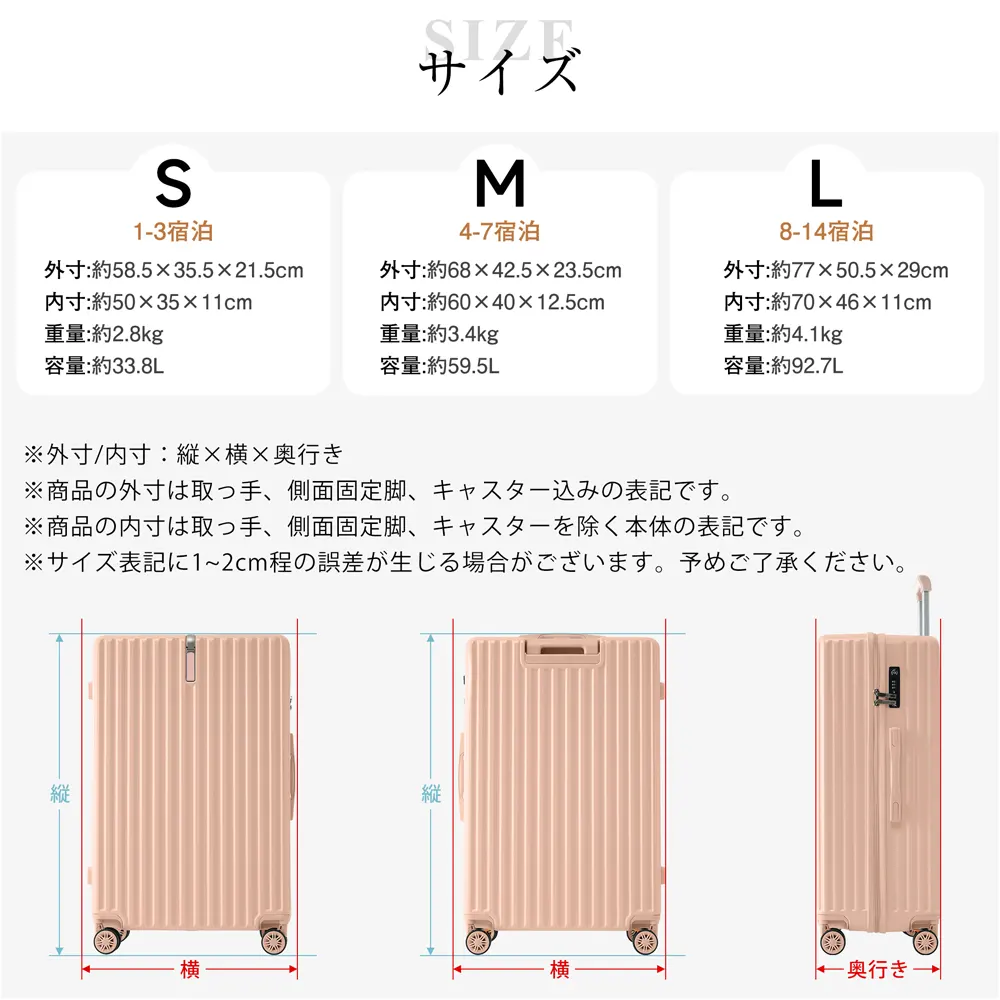 SIZE
サイズ
S
1-3宿泊
外寸:約58.5×35.5×21.5cm
内寸:約50×35×11cm
重量:約2.8kg
容量:約33.8L
M
4-7宿泊
外寸:約68×42.5×23.5cm
内寸:約60×40×12.5cm
重量:約3.4kg
容量:約59.5L
L
8-14宿泊
外寸:約77×50.5×29cm
内寸:約70×46×11cm
重量:約4.1kg
容量:約92.7L
※外寸/内寸：縦×横×奥行き
※商品の外寸は取っ手、側面固定脚、キャスター込みの表記です。
※商品の内寸は取っ手、側面固定脚、キャスターを除く本体の表記です。
※サイズ表記に1~2cm程の誤差が生じる場合がございます。予めご了承ください。
縦
横
縦
横
奥行き